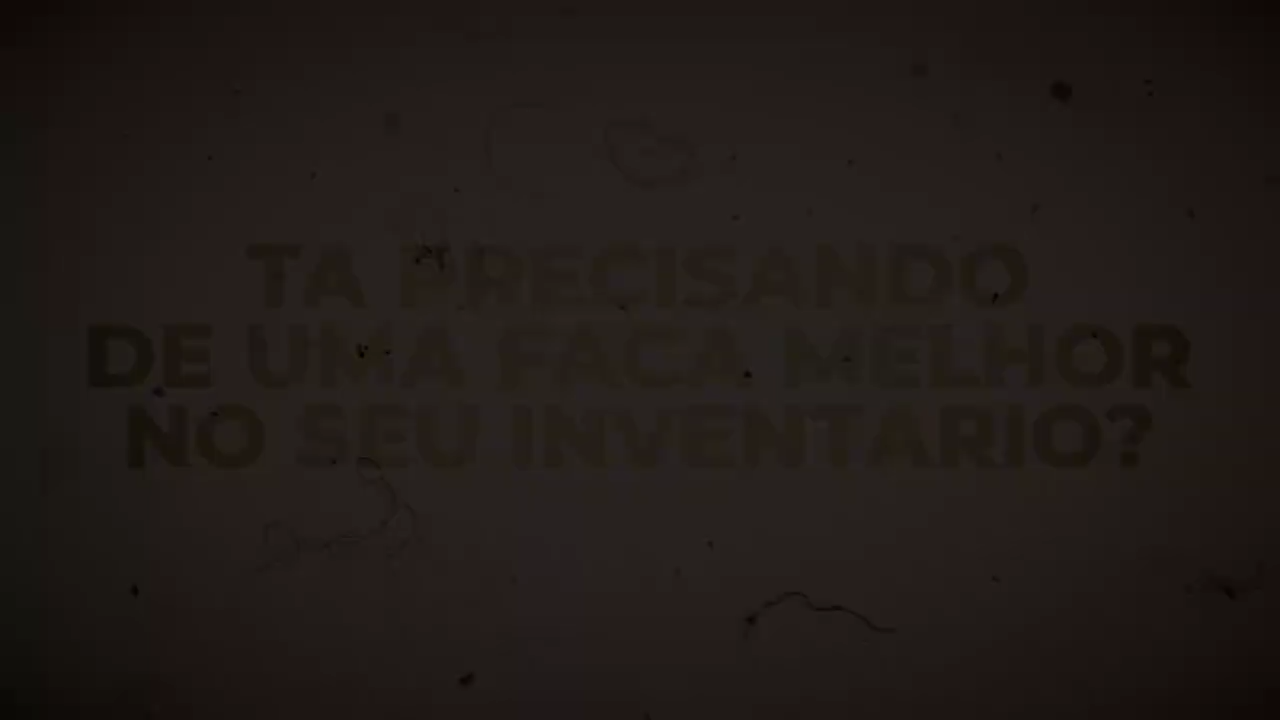 TA PRECISANDO
DE UMA FACA MELHOR
NO SEU INVENTARIO?